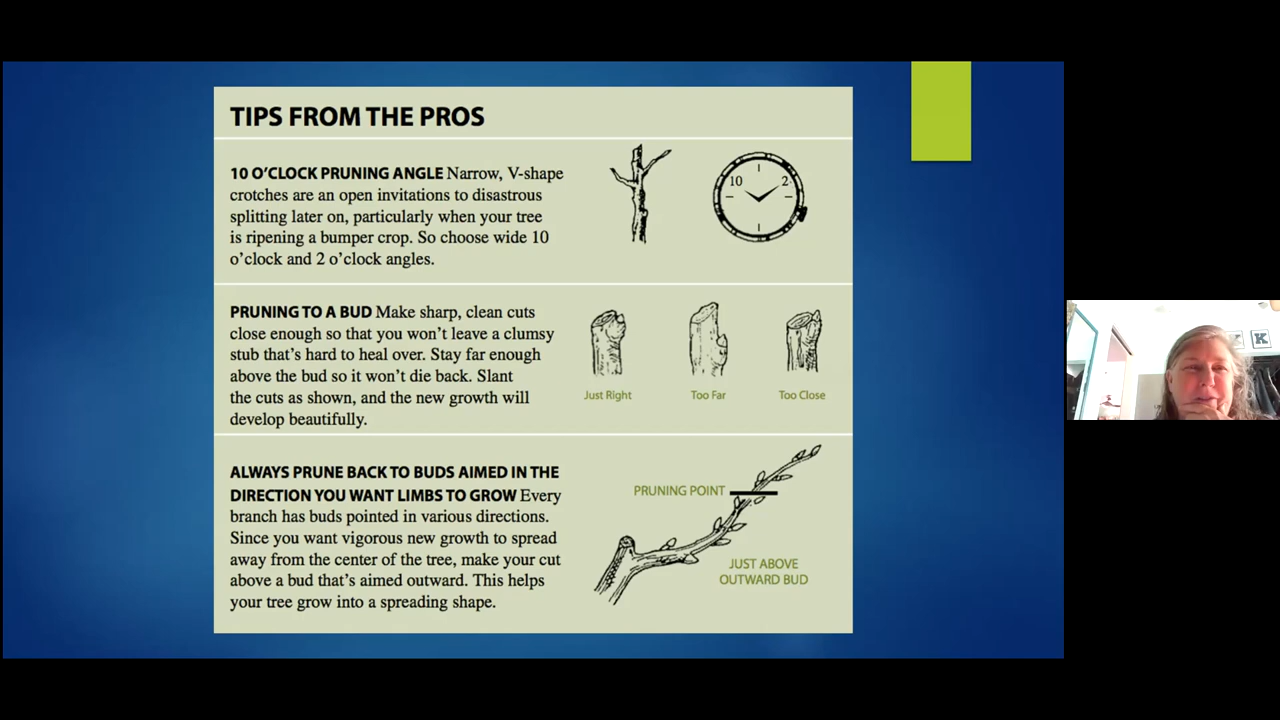 TIPS FROM THE PROS
10 O'CLOCK PRUNING ANGLE Narrow, V-shape
crotches are an open invitations to disastrous
splitting later on, particularly when your tree
is ripening a bumper crop. So choose wide 10
o'clock and 2 o'clock angles.
10
2
PRUNING TO A BUD Make sharp, clean cuts
close enough so that you won't leave a clumsy
stub that's hard to heal over. Stay far enough
above the bud so it won't die back. Slant
the cuts as shown, and the new growth will
develop beautifully.
Just Right
Too Far
Too Close
ALWAYS PRUNE BACK TO BUDS AIMED IN THE
DIRECTION YOU WANT LIMBS TO GROW Every
branch has buds pointed in various directions.
Since you want vigorous new growth to spread
away from the center of the tree, make your cut
above a bud that's aimed outward. This helps
your tree grow into a spreading shape.
PRUNING POINT
JUST ABOVE
OUTWARD BUD
K